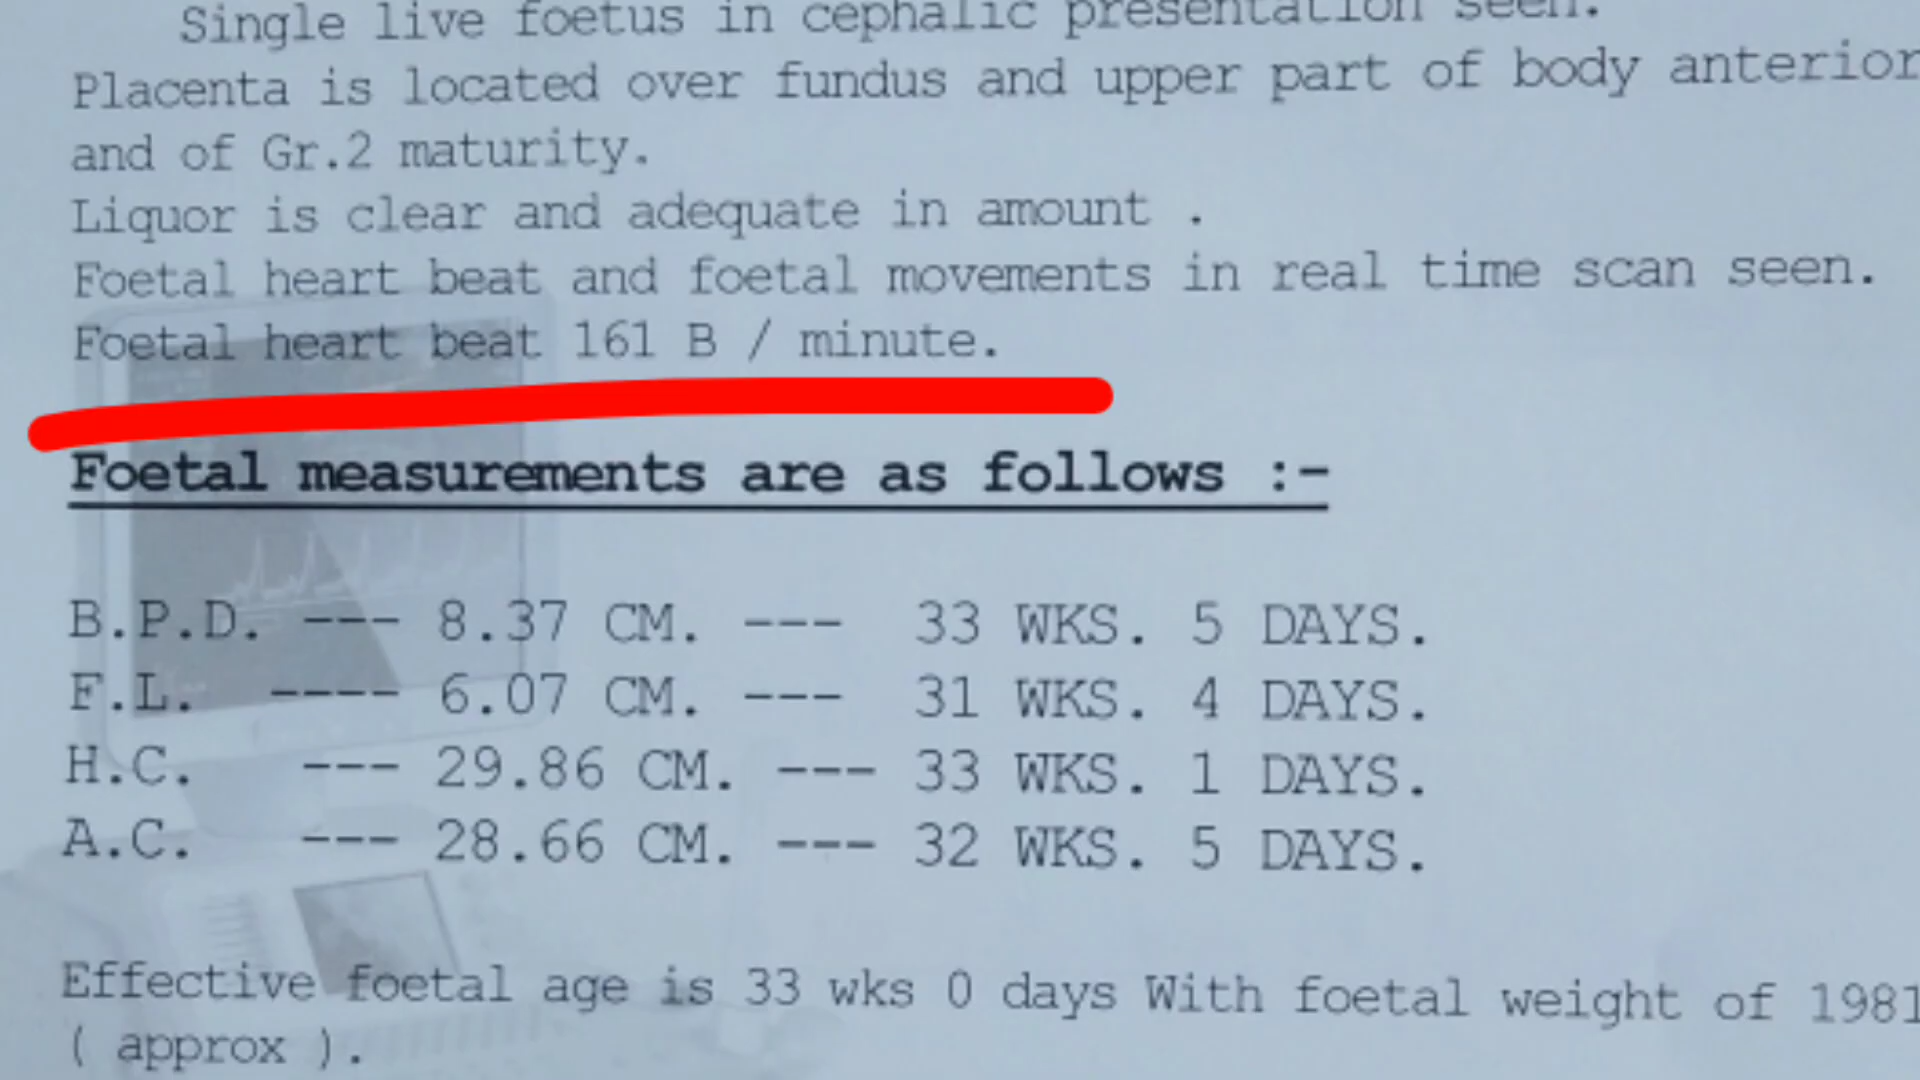 Single live foetus in cephalic presentation seen.
Placenta is located over fundus and upper part of body anterior
and of Gr.2 maturity.
Liquor is clear and adequate in amount .
Foetal heart beat and foetal movements in real time scan seen.
Foetal heart beat 161 B / minute.
Foetal measurements are as follows :-
B.P.D. --- 8.37 CM. --- 33 WKS. 5 DAYS.
F.L. ---- 6.07 CM. --- 31 WKS. 4 DAYS.
H.C. --- 29.86 CM. --- 33 WKS. 1 DAYS.
A.C. --- 28.66 CM. --- 32 WKS. 5 DAYS.
Effective foetal age is 33 wks 0 days With foetal weight of 1981
( approx ).